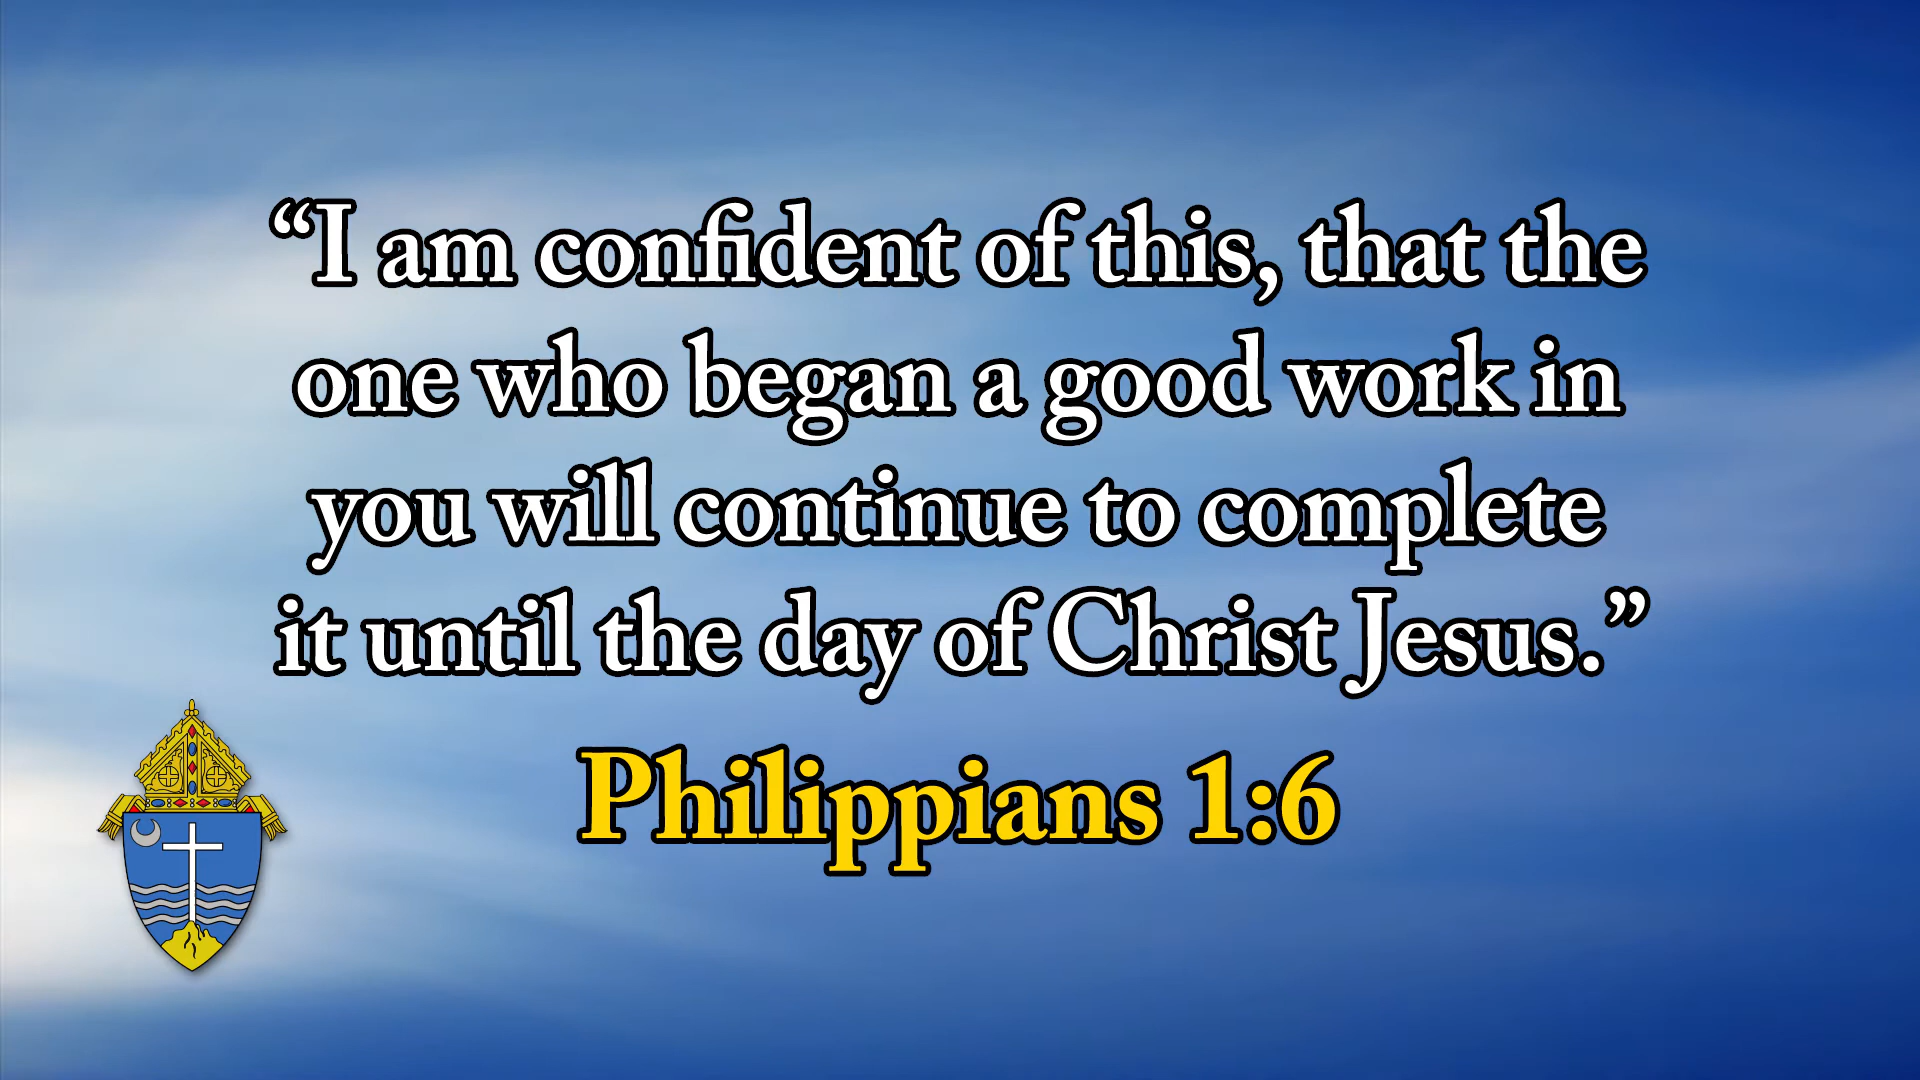 “I am confident of this, that the
one who began a good work in
you will continue to complete
it until the day of Christ Jesus.”
Philippians 1:6